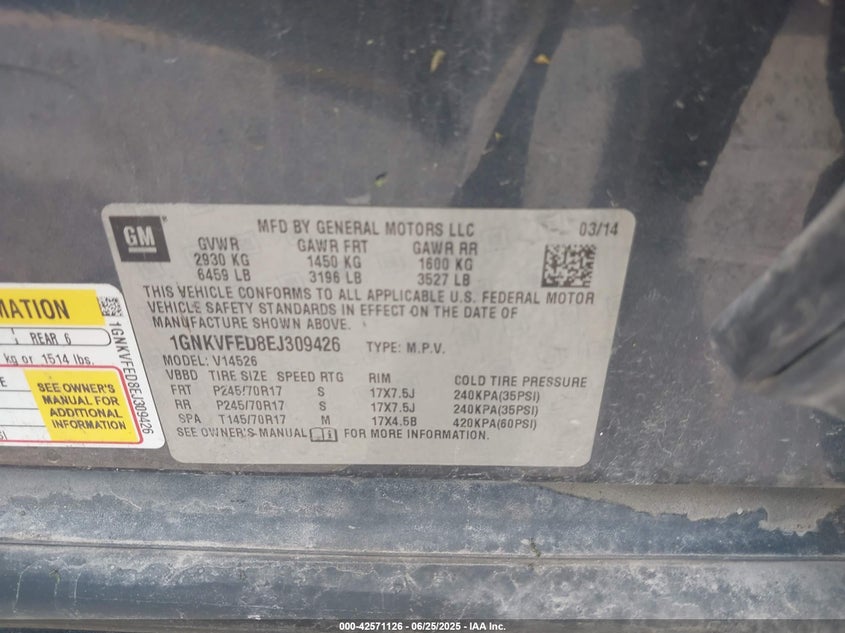 GM ®
MFD BY GENERAL MOTORS LLC 03/14
GVWR GAWR FRT GAWR RR
2930 KG 1450 KG 1600 KG
6459 LB 3196 LB 3527 LB
THIS VEHICLE CONFORMS TO ALL APPLICABLE U.S. FEDERAL MOTOR
VEHICLE SAFETY STANDARDS IN EFFECT ON THE DATE OF
MANUFACTURE SHOWN ABOVE.
1GNKVFED8EJ309426 TYPE: M.P.V.
MODEL: V14526
VBBD TIRE SIZE SPEED RTG RIM COLD TIRE PRESSURE
FRT P245/70R17 S 17X7.5J 240KPA(35PSI)
RR P245/70R17 S 17X7.5J 240KPA(35PSI)
SPA T145/70R17 M 17X4.5B 420KPA(60PSI)
SEE OWNER'S MANUAL FOR MORE INFORMATION.
MATION
REAR 6
kg or 1514 lbs.
SEE OWNER'S
MANUAL FOR
ADDITIONAL
INFORMATION
1GNKVFED8EJ309426
000-42571126 - 06/25/2025 - IAA Inc.